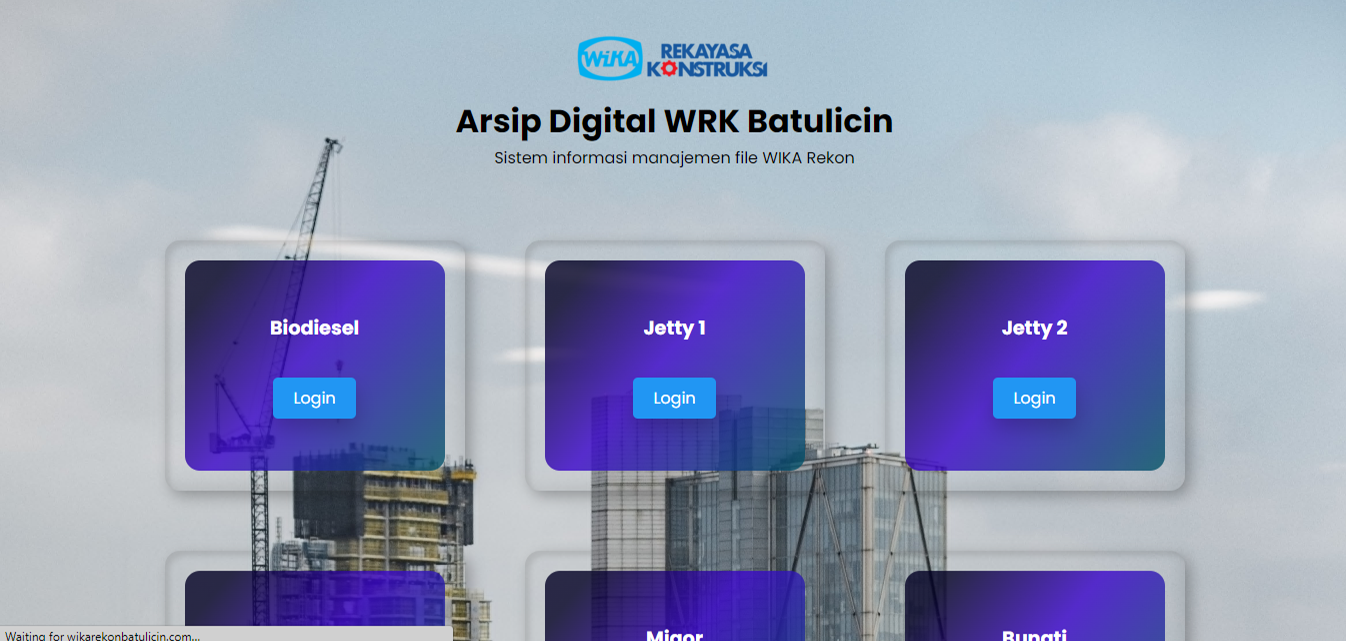 WIKA REKAYASA
KONSTRUKSI
Arsip Digital WRK Batulicin
Sistem informasi manajemen file WIKA Rekon
Biodiesel
Jetty 1
Jetty 2
Login
Login
Login
Migor
Bunati
Waiting for wikarekonbatulicin.com...